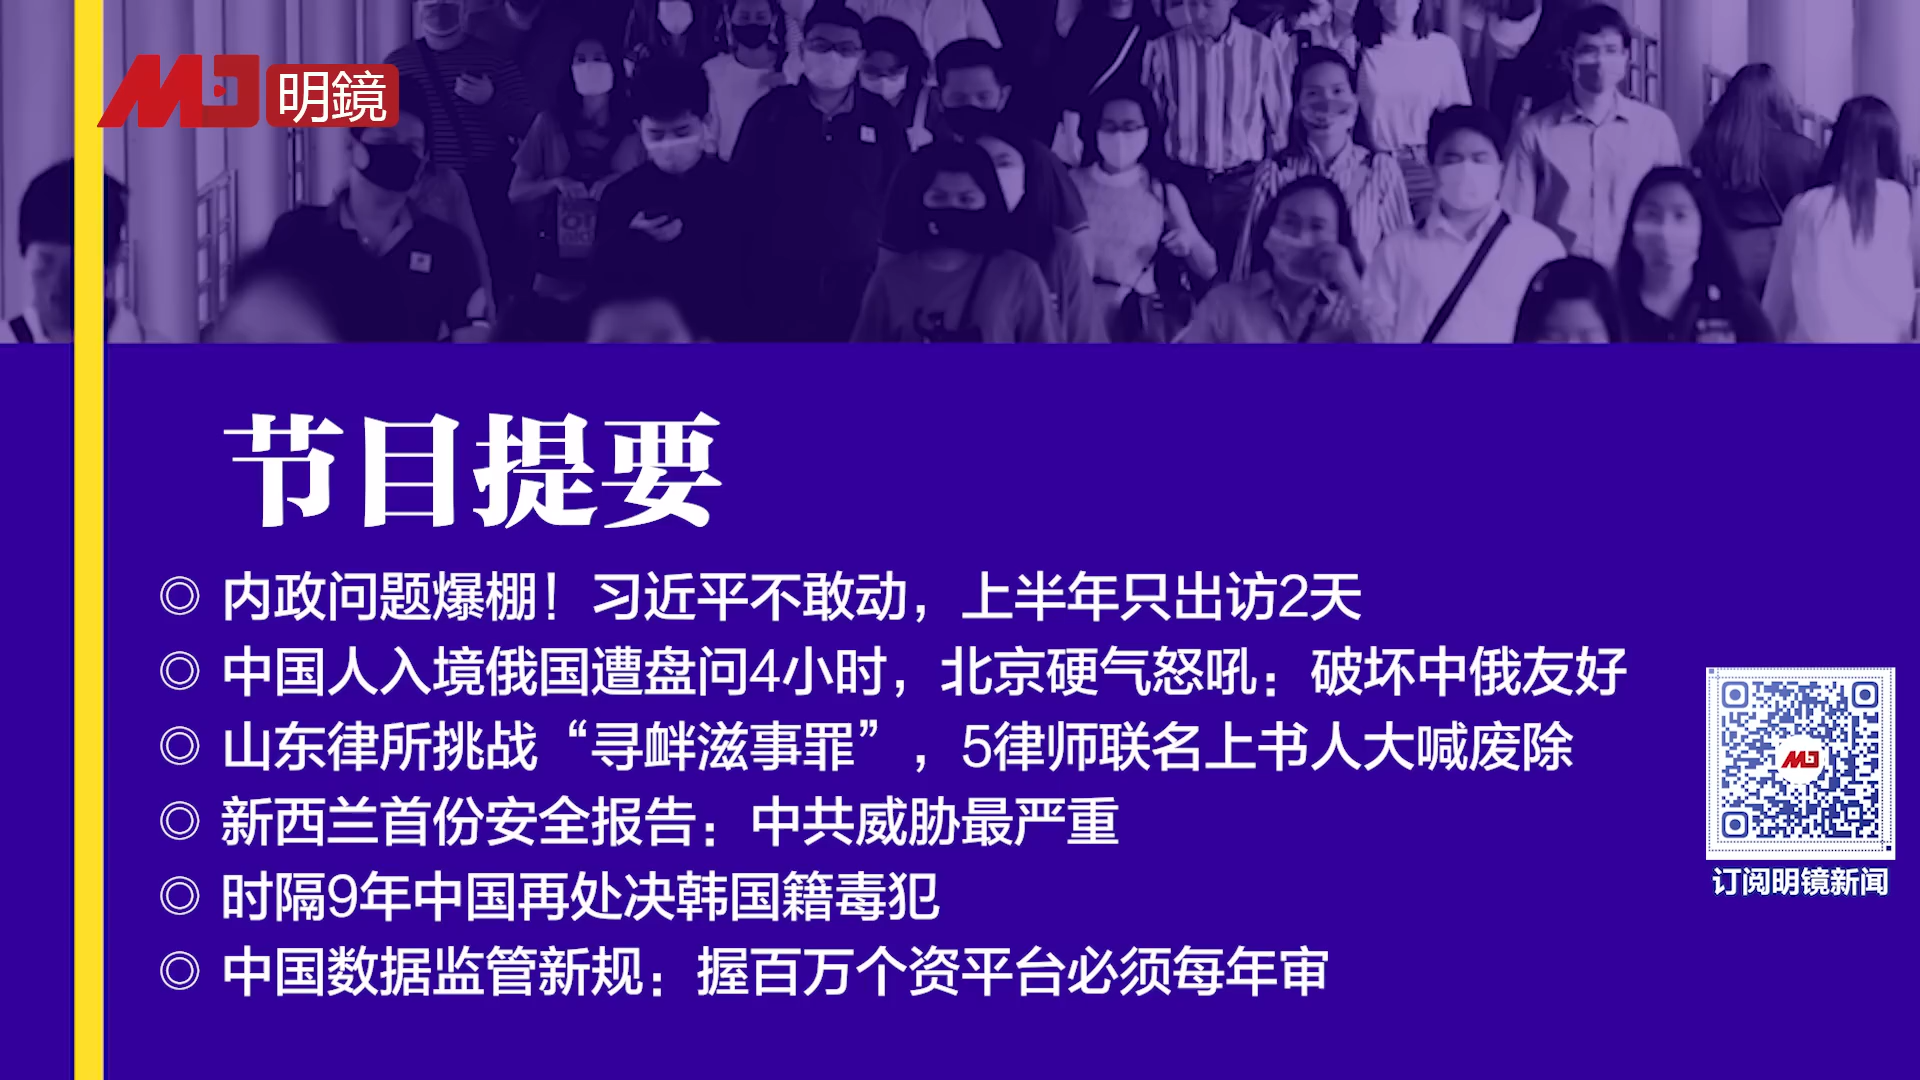 明鏡
节目提要
◎ 内政问题爆棚！习近平不敢动，上半年只出访2天
◎ 中国人入境俄国遭盘问4小时，北京硬气怒吼：破坏中俄友好
◎ 山东律所挑战“寻衅滋事罪”，5律师联名上书人大喊废除
◎ 新西兰首份安全报告：中共威胁最严重
◎ 时隔9年中国再处决韩国籍毒犯
◎ 中国数据监管新规：握百万个资平台必须每年审
订阅明镜新闻